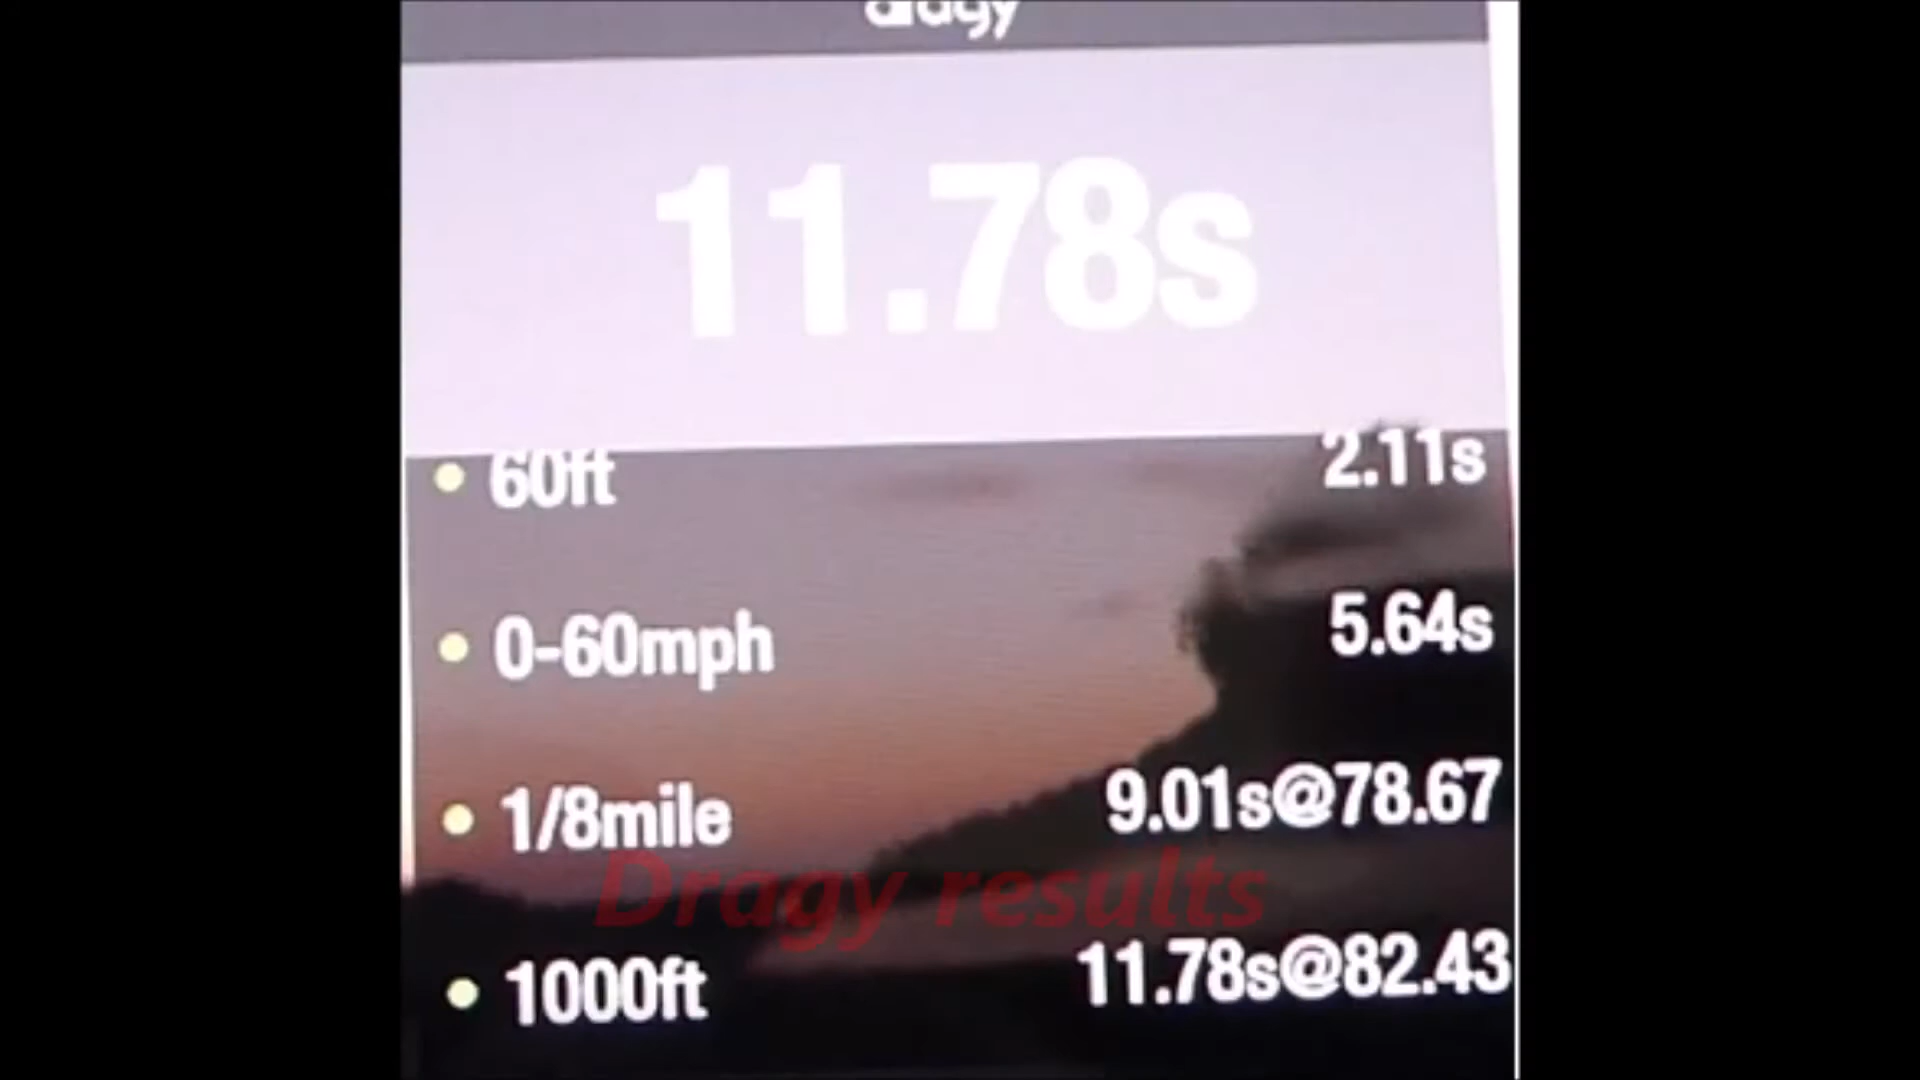 dragy
11.78s
60ft 2.11s
0-60mph 5.64s
1/8mile 9.01s@78.67
Dragy results
1000ft 11.78s@82.43